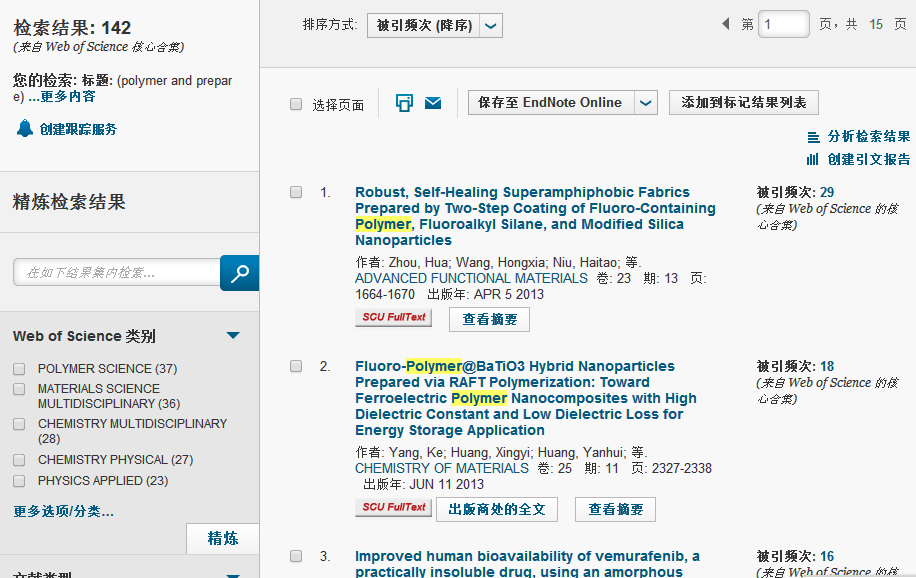 检索结果: 142
(来自 Web of Science 核心合集)
您的检索: 标题: (polymer and prepar
e) ...更多内容
创建跟踪服务
精炼检索结果
在如下结果集内检索...
Web of Science 类别
POLYMER SCIENCE (37)
MATERIALS SCIENCE
MULTIDISCIPLINARY (36)
CHEMISTRY MULTIDISCIPLINARY
(28)
CHEMISTRY PHYSICAL (27)
PHYSICS APPLIED (23)
更多选项/分类...
精炼
文献类型
排序方式: 被引频次 (降序)
第 1 页，共 15 页
选择页面
保存至 EndNote Online
添加到标记结果列表
分析检索结果
创建引文报告
1. Robust, Self-Healing Superamphiphobic Fabrics
Prepared by Two-Step Coating of Fluoro-Containing
Polymer, Fluoroalkyl Silane, and Modified Silica
Nanoparticles
作者: Zhou, Hua; Wang, Hongxia; Niu, Haitao; 等.
ADVANCED FUNCTIONAL MATERIALS 卷: 23 期: 13 页:
1664-1670 出版年: APR 5 2013
SCU FullText 查看摘要
被引频次: 29
(来自 Web of Science 的核
心合集)
2. Fluoro-Polymer@BaTiO3 Hybrid Nanoparticles
Prepared via RAFT Polymerization: Toward
Ferroelectric Polymer Nanocomposites with High
Dielectric Constant and Low Dielectric Loss for
Energy Storage Application
作者: Yang, Ke; Huang, Xingyi; Huang, Yanhui; 等.
CHEMISTRY OF MATERIALS 卷: 25 期: 11 页: 2327-2338
出版年: JUN 11 2013
SCU FullText 出版商处的全文 查看摘要
被引频次: 18
(来自 Web of Science 的核
心合集)
3. Improved human bioavailability of vemurafenib, a
practically insoluble drug, using an amorphous
被引频次: 16
(来自 Web of Science 的核